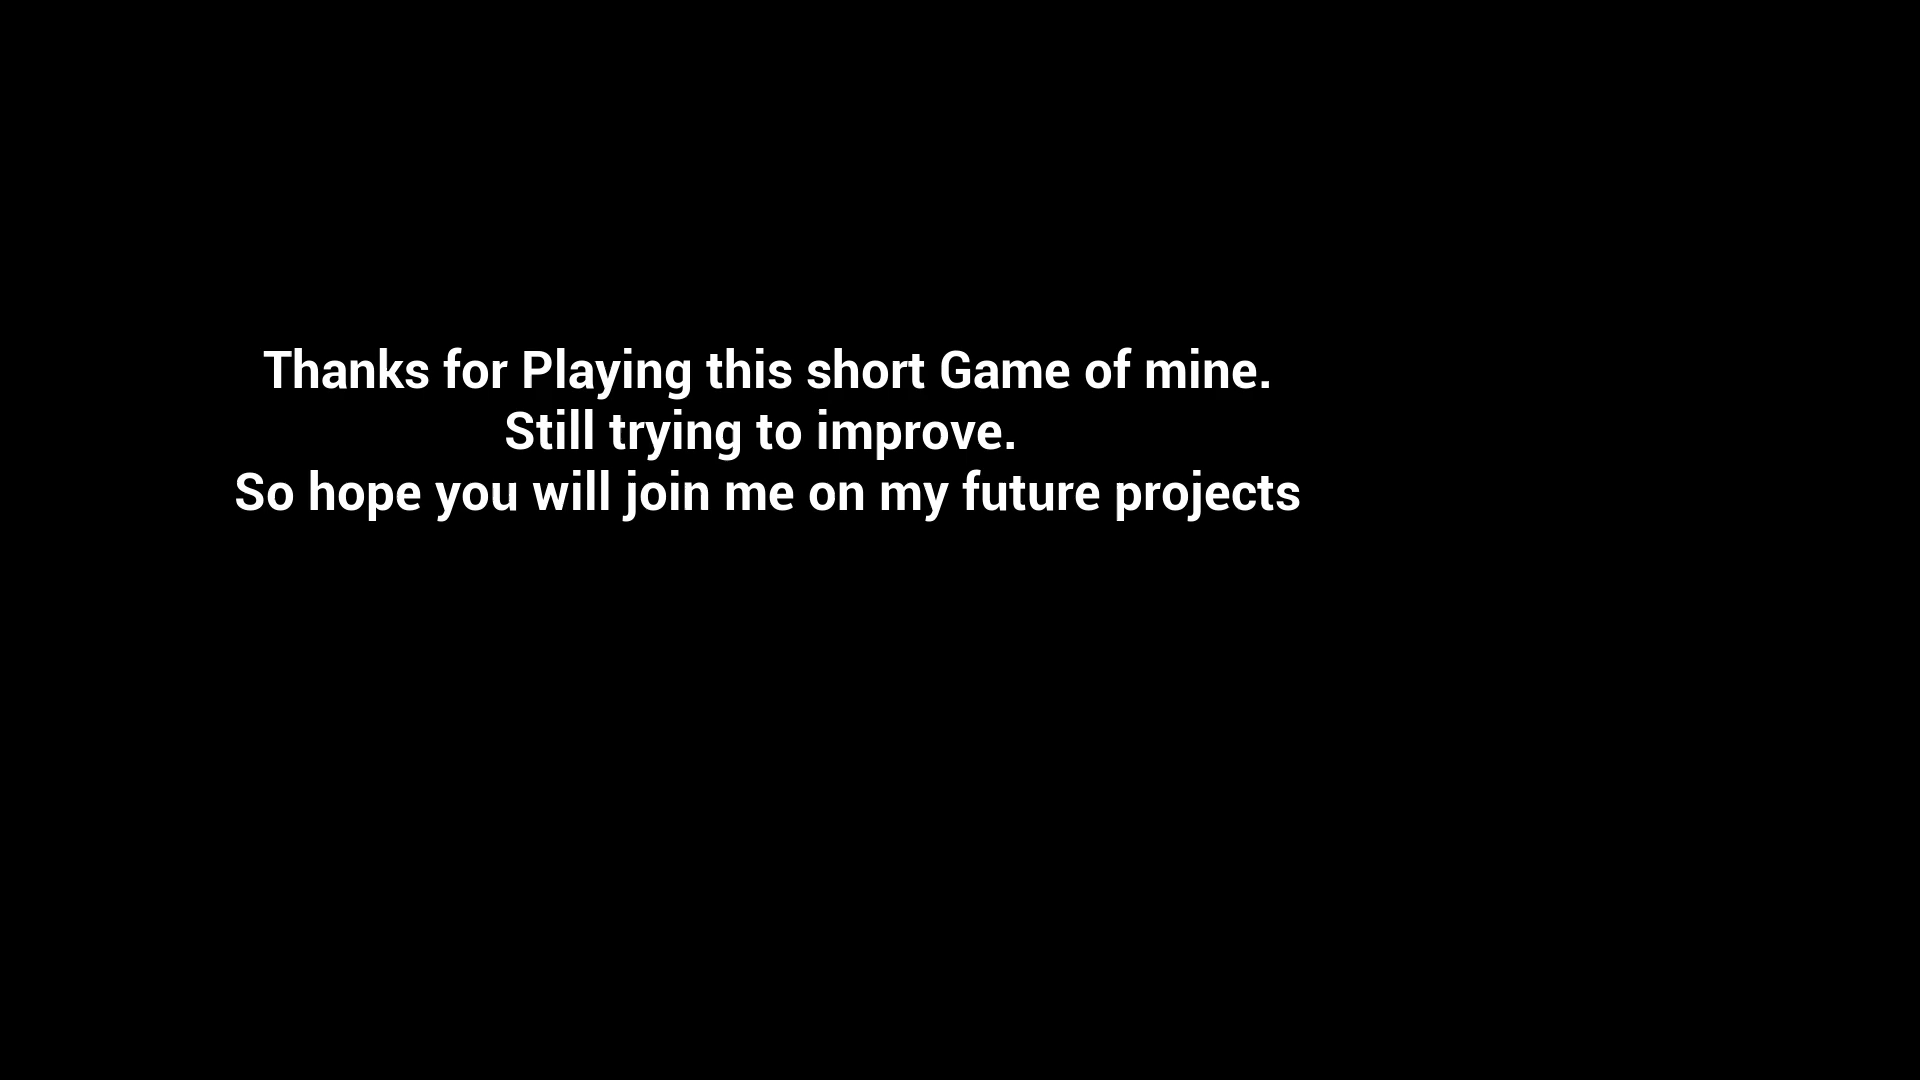 Thanks for Playing this short Game of mine.
Still trying to improve.
So hope you will join me on my future projects